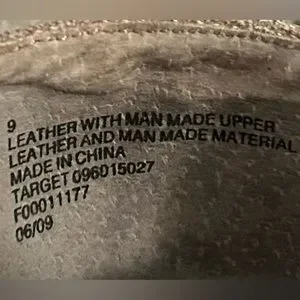 9
LEATHER WITH MAN MADE UPPER
LEATHER AND MAN MADE MATERIAL
MADE IN CHINA
TARGET 096015027
F00011177
06/09